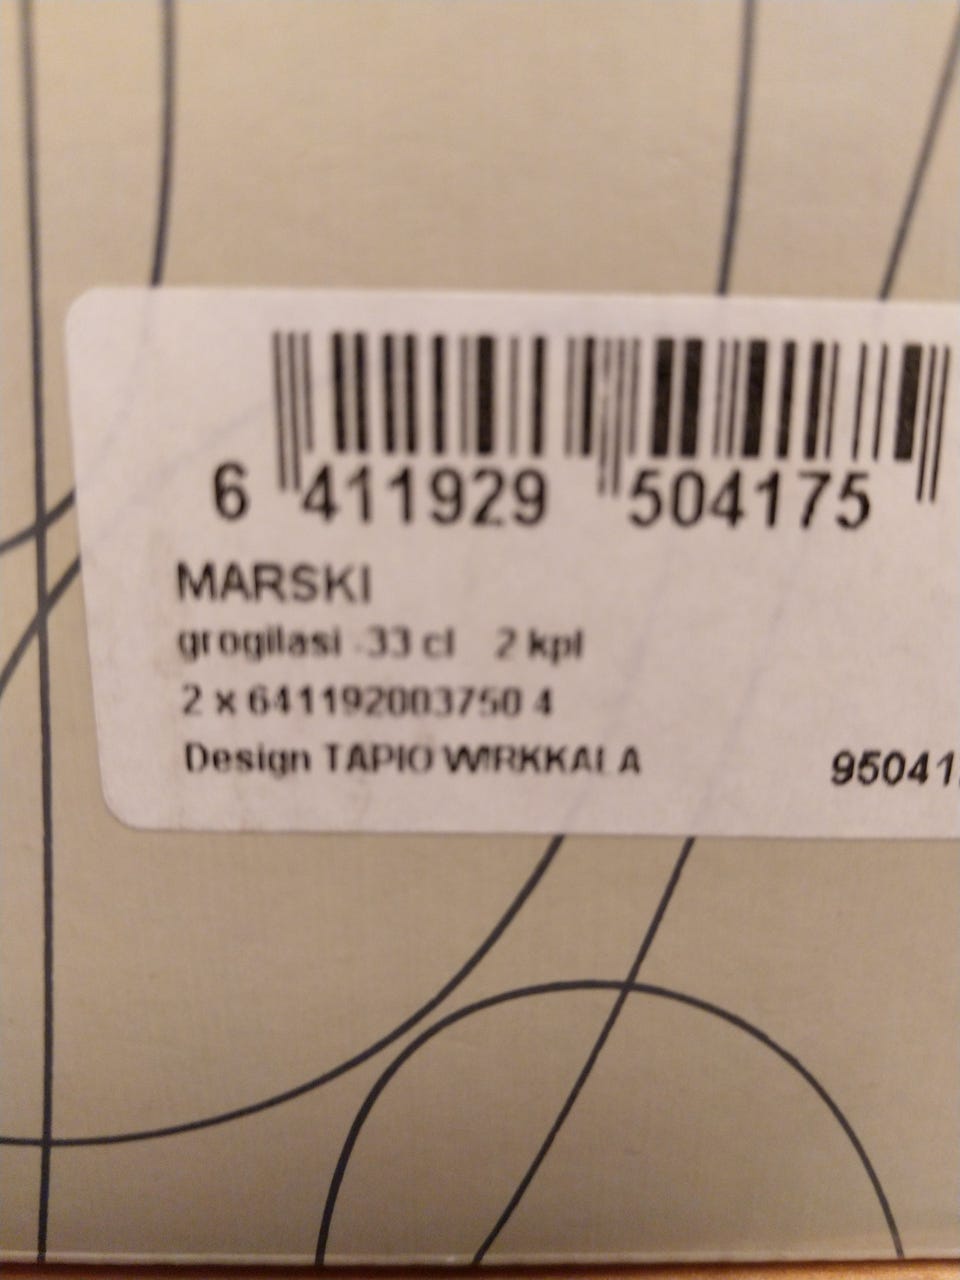 6 411929 504175
MARSKI
grogilasi 33 cl 2 kpl
2 x 641192003750 4
Design TAPIO WIRKKALA
95041